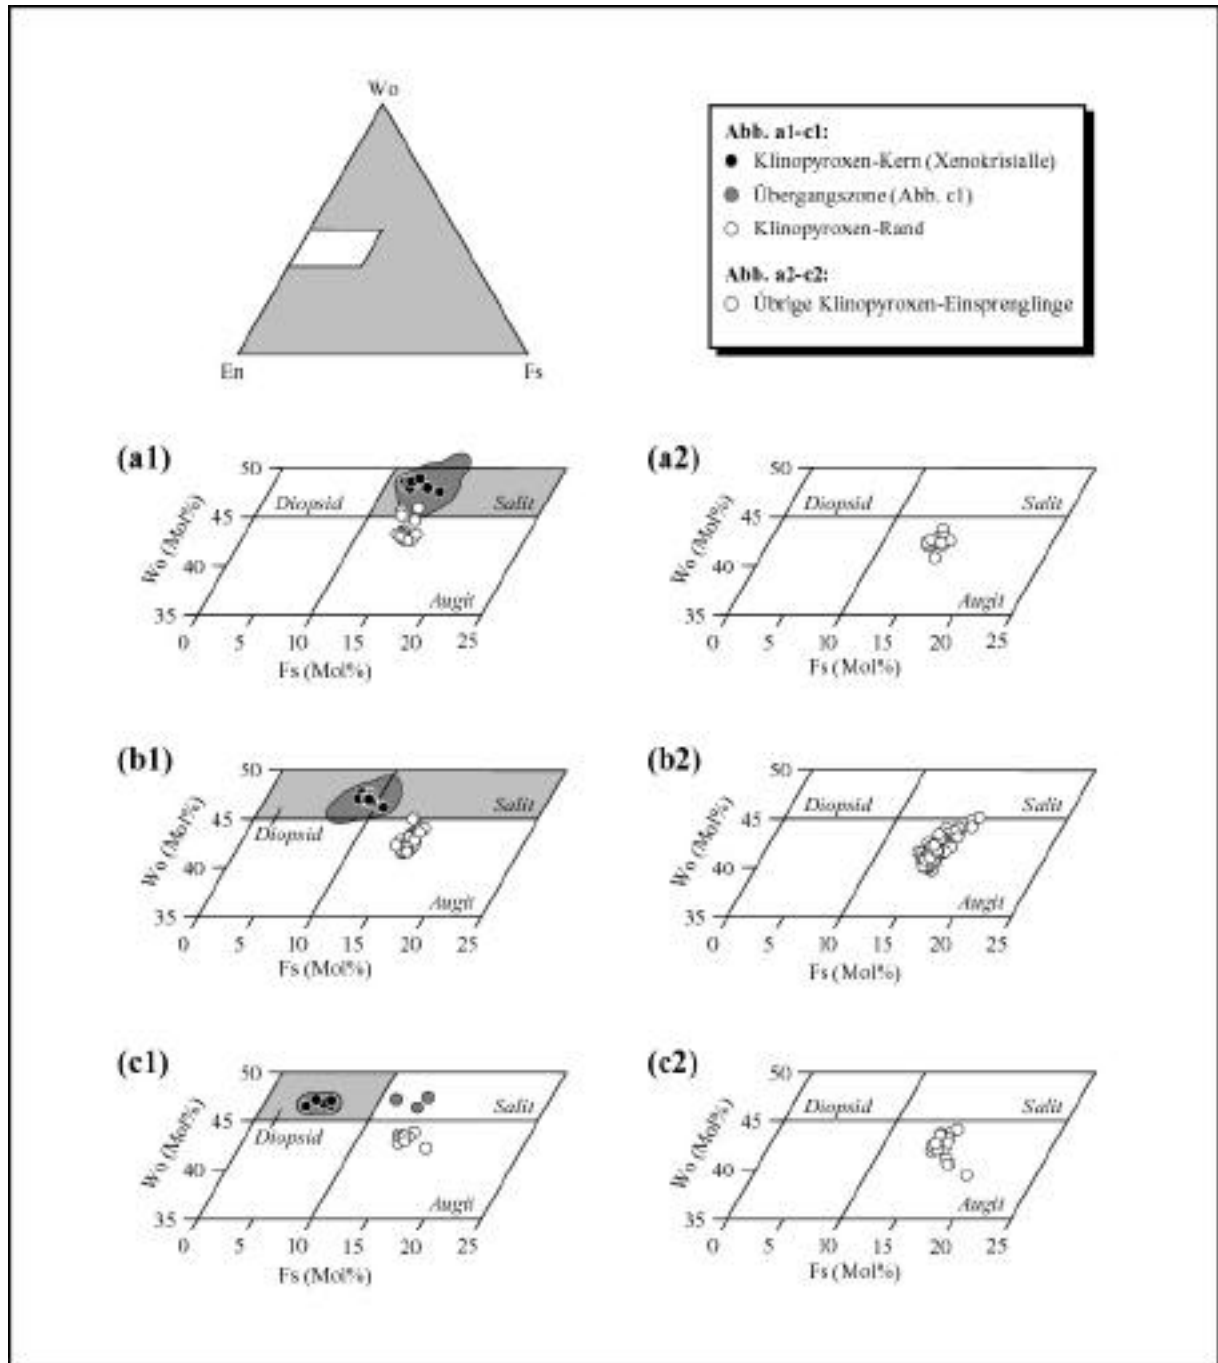 Wo
En
Fs
Abb. a1-c1:
Klinopyroxen-Kern (Xenokristalle)
Übergangszone (Abb. c1)
Klinopyroxen-Rand
Abb. a2-c2:
Übrige Klinopyroxen-Einsprenglinge
(a1)
50
45
40
35
Wo (Mol%)
Diopsid
Salit
Augit
0 5 10 15 20 25
Fs (Mol%)
(a2)
50
45
40
35
Wo (Mol%)
Diopsid
Salit
Augit
0 5 10 15 20 25
Fs (Mol%)
(b1)
50
45
40
35
Wo (Mol%)
Diopsid
Salit
Augit
0 5 10 15 20 25
Fs (Mol%)
(b2)
50
45
40
35
Wo (Mol%)
Diopsid
Salit
Augit
0 5 10 15 20 25
Fs (Mol%)
(c1)
50
45
40
35
Wo (Mol%)
Diopsid
Salit
Augit
0 5 10 15 20 25
Fs (Mol%)
(c2)
50
45
40
35
Wo (Mol%)
Diopsid
Salit
Augit
0 5 10 15 20 25
Fs (Mol%)